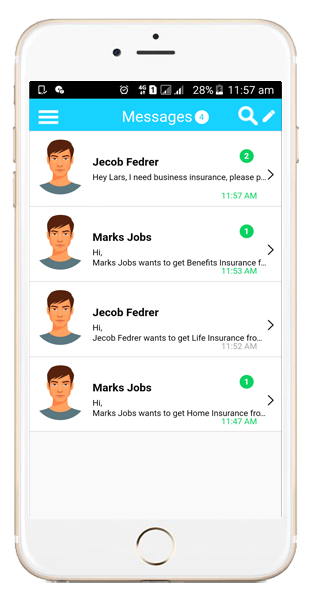 4G 1 28% 11:57 am
Messages 4
Jecob Fedrer 2
Hey Lars, I need business insurance, please p...
11:57 AM
Marks Jobs 1
Hi,
Marks Jobs wants to get Benefits Insurance f...
11:53 AM
Jecob Fedrer
Hi,
Jecob Fedrer wants to get Life Insurance fro...
11:52 AM
Marks Jobs 1
Hi,
Marks Jobs wants to get Home Insurance fro...
11:47 AM